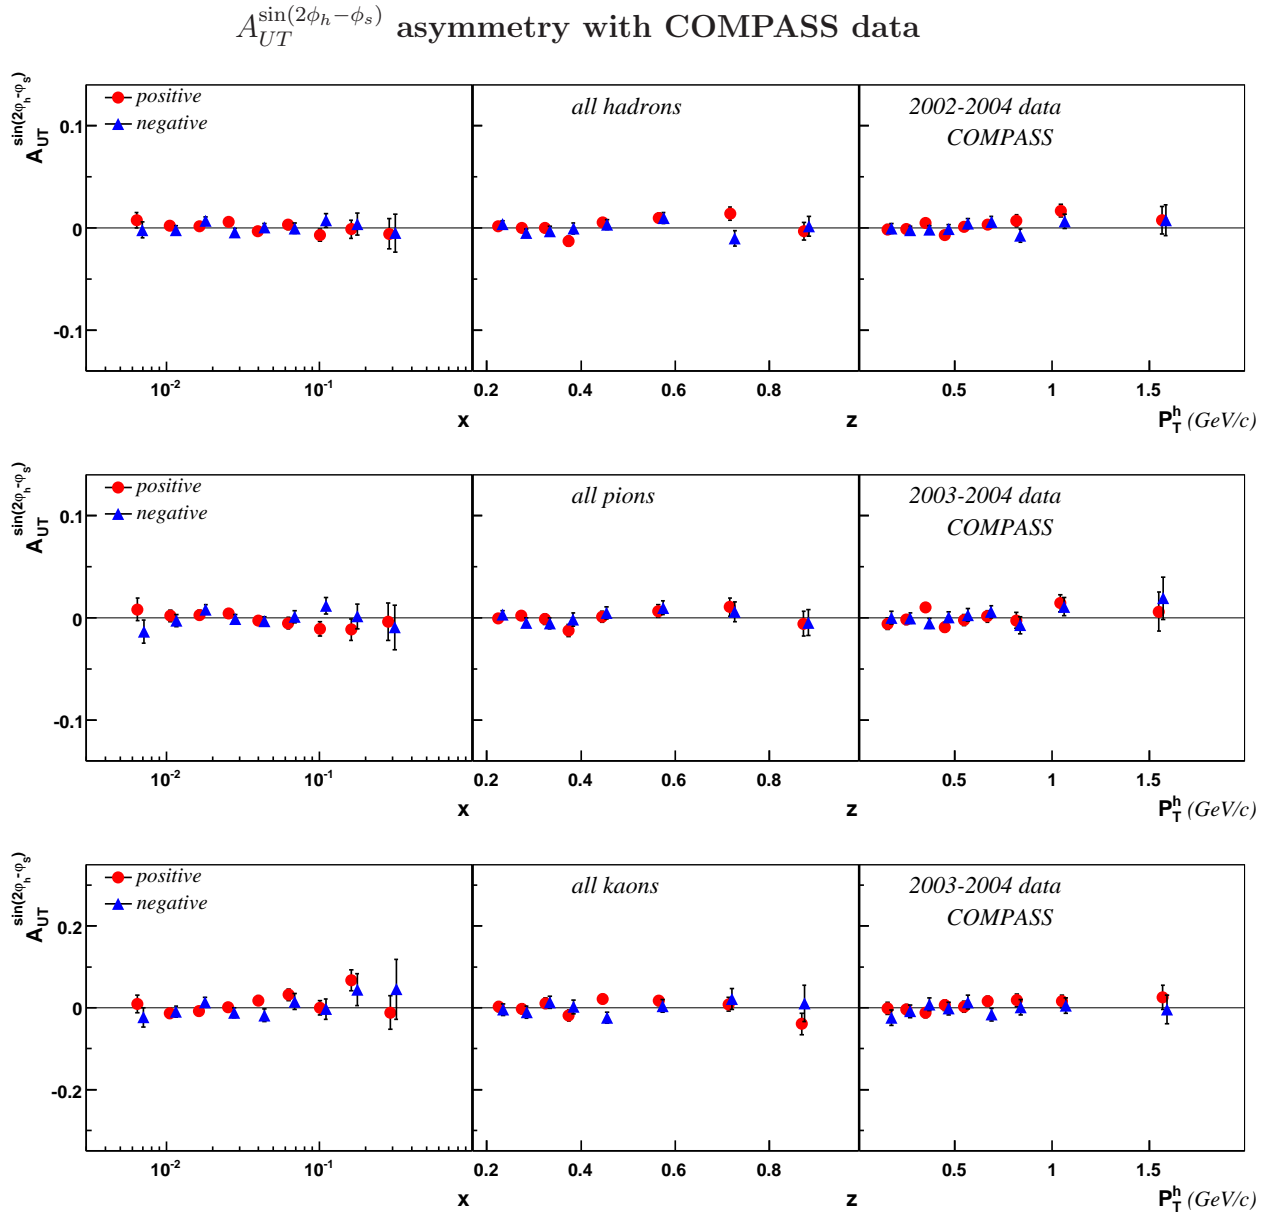 A_{UT}^{sin(2ϕ_h−ϕ_s)} asymmetry with COMPASS data
A_{UT}^{sin(2φ_h-φ_s)}
positive
negative
all hadrons
2002-2004 data
COMPASS
0.1
0
-0.1
10^{-2} 10^{-1} 0.2 0.4 0.6 0.8 0.5 1 1.5
x z P_T^h (GeV/c)
A_{UT}^{sin(2φ_h-φ_s)}
positive
negative
all pions
2003-2004 data
COMPASS
0.1
0
-0.1
10^{-2} 10^{-1} 0.2 0.4 0.6 0.8 0.5 1 1.5
x z P_T^h (GeV/c)
A_{UT}^{sin(2φ_h-φ_s)}
positive
negative
all kaons
2003-2004 data
COMPASS
0.2
0
-0.2
10^{-2} 10^{-1} 0.2 0.4 0.6 0.8 0.5 1 1.5
x z P_T^h (GeV/c)